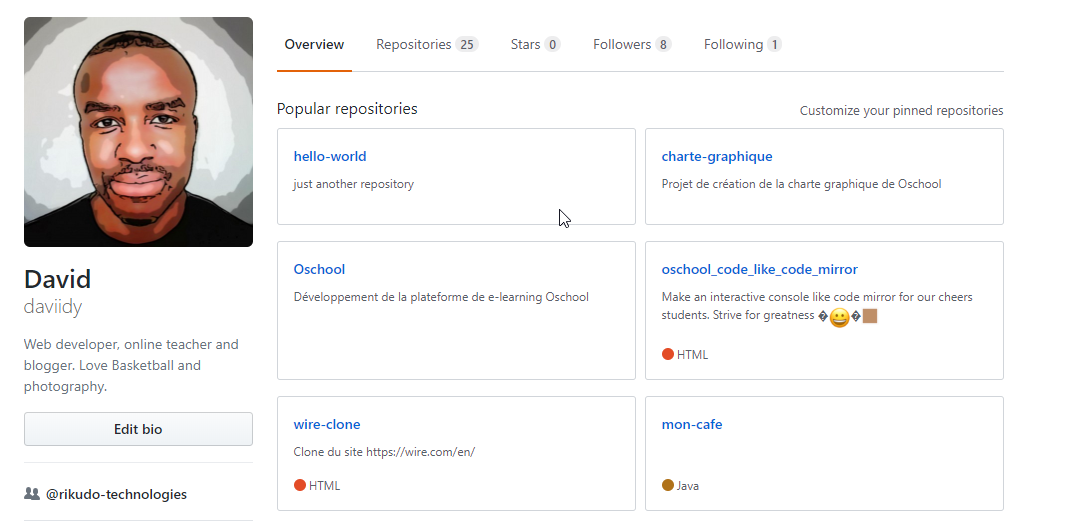 Overview Repositories 25 Stars 0 Followers 8 Following 1
Popular repositories
Customize your pinned repositories
hello-world
just another repository
charte-graphique
Projet de création de la charte graphique de Oschool
Oschool
Développement de la plateforme de e-learning Oschool
oschool_code_like_code_mirror
Make an interactive console like code mirror for our cheers
students. Strive for greatness �😀�🏽
HTML
wire-clone
Clone du site https://wire.com/en/
HTML
mon-cafe
Java
David
daviidy
Web developer, online teacher and
blogger. Love Basketball and
photography.
Edit bio
@rikudo-technologies